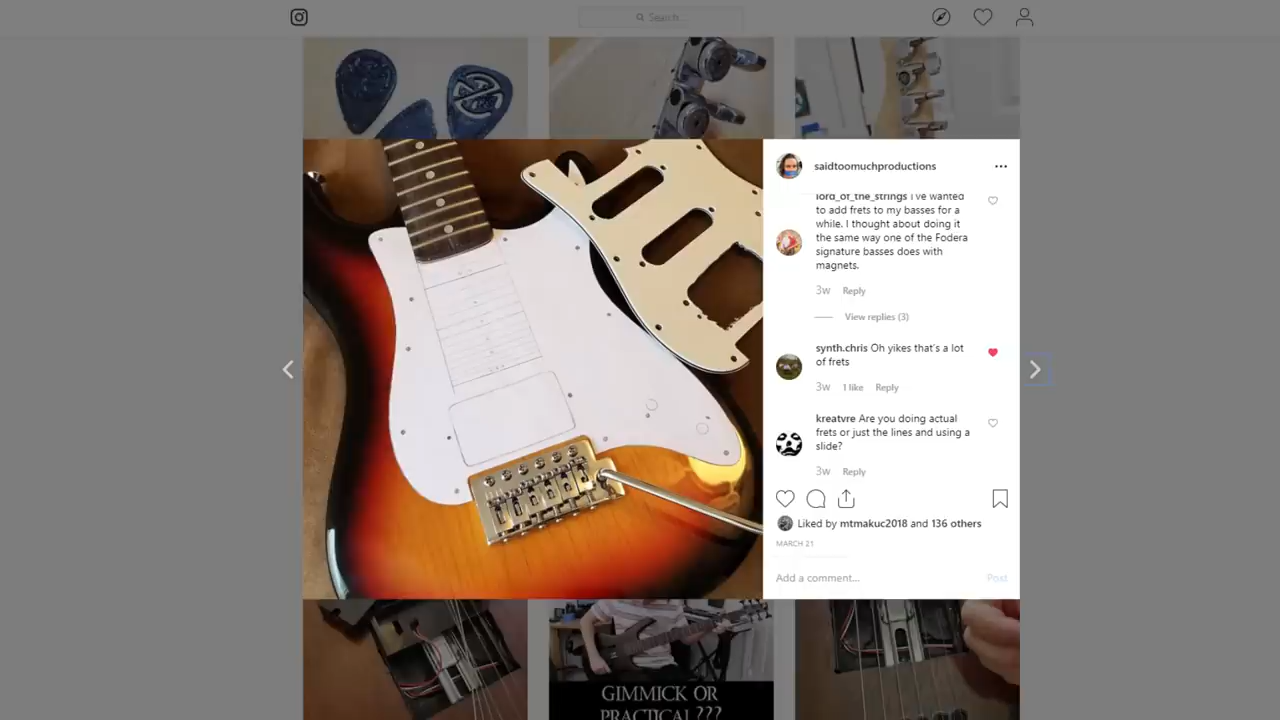 Search...
saidtoomuchproductions
lord_of_the_strings I've wanted
to add frets to my basses for a
while. I thought about doing it
the same way one of the Fodera
signature basses does with
magnets.
3w Reply
View replies (3)
synth.chris Oh yikes that's a lot
of frets
3w 1 like Reply
kreatvre Are you doing actual
frets or just the lines and using a
slide?
3w Reply
Liked by mtmakuc2018 and 136 others
MARCH 21
Add a comment... Post
GIMMICK OR
PRACTICAL???